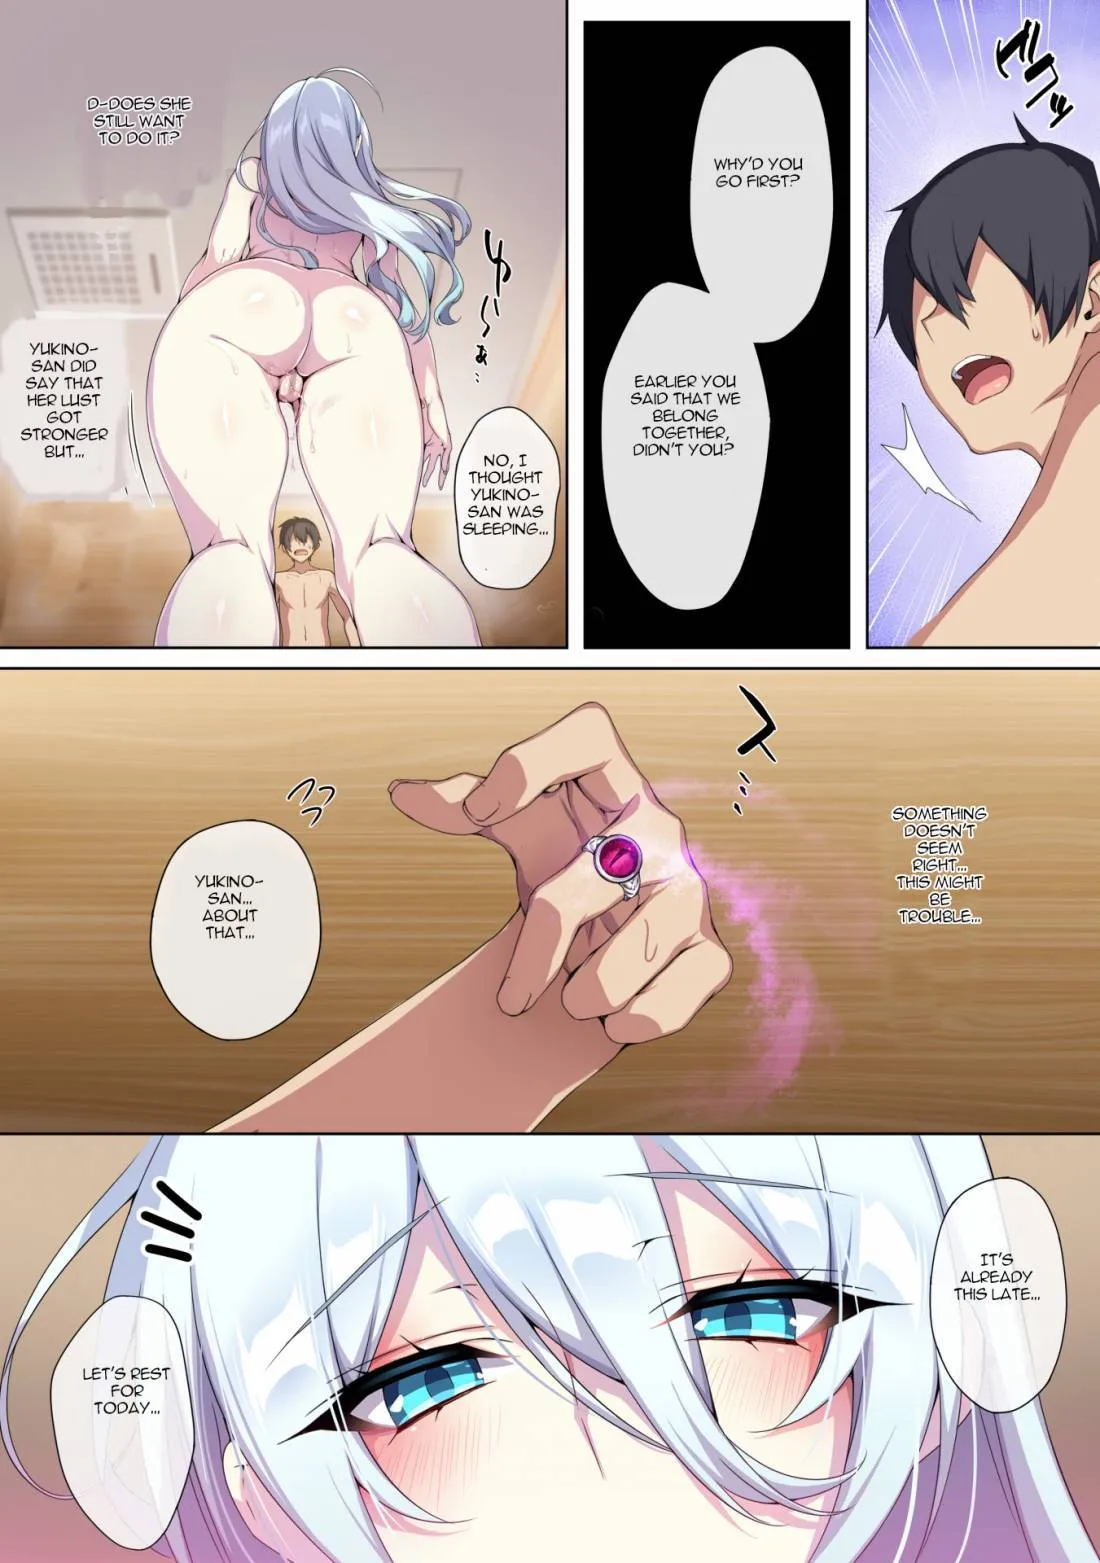 ゾクッ
WHY'D YOU
GO FIRST?
EARLIER YOU
SAID THAT WE
BELONG
TOGETHER,
DIDN'T YOU?
D-DOES SHE
STILL WANT
TO DO IT?
ゆらぁ…
YUKINO-
SAN DID
SAY THAT
HER LUST
GOT
STRONGER
BUT...
NO, I
THOUGHT
YUKINO-
SAN WAS
SLEEPING...
SOMETHING
DOESN'T
SEEM
RIGHT...
THIS MIGHT
BE
TROUBLE...
YUKINO-
SAN...
ABOUT
THAT...
IT'S
ALREADY
THIS LATE...
LET'S REST
FOR
TODAY...